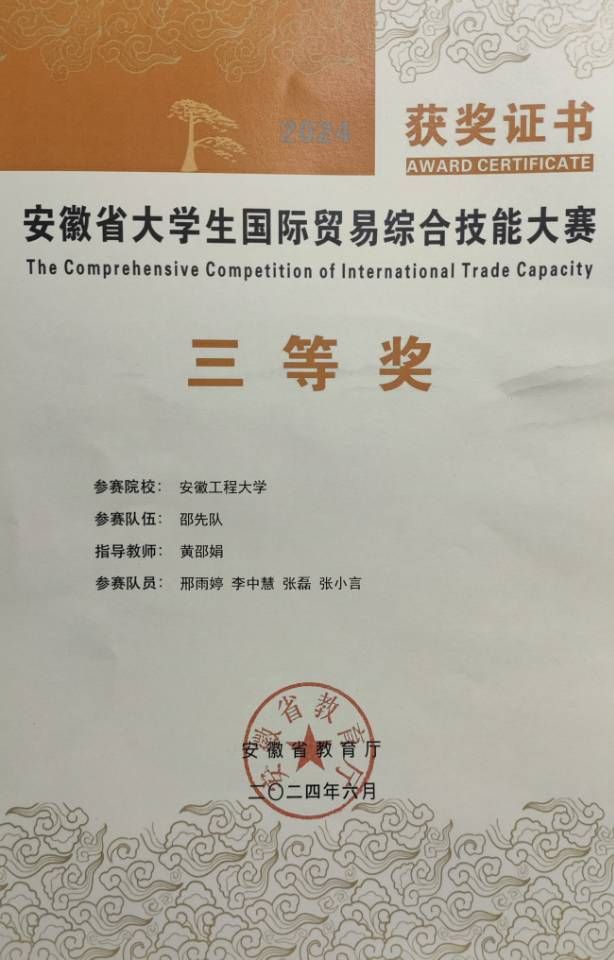 2024
获奖证书
AWARD CERTIFICATE
安徽省大学生国际贸易综合技能大赛
The Comprehensive Competition of International Trade Capacity
三等奖
参赛院校： 安徽工程大学
参赛队伍： 邵先队
指导教师： 黄邵娟
参赛队员： 邢雨婷 李中慧 张磊 张小言
安徽省教育厅
安徽省教育厅
二〇二四年六月